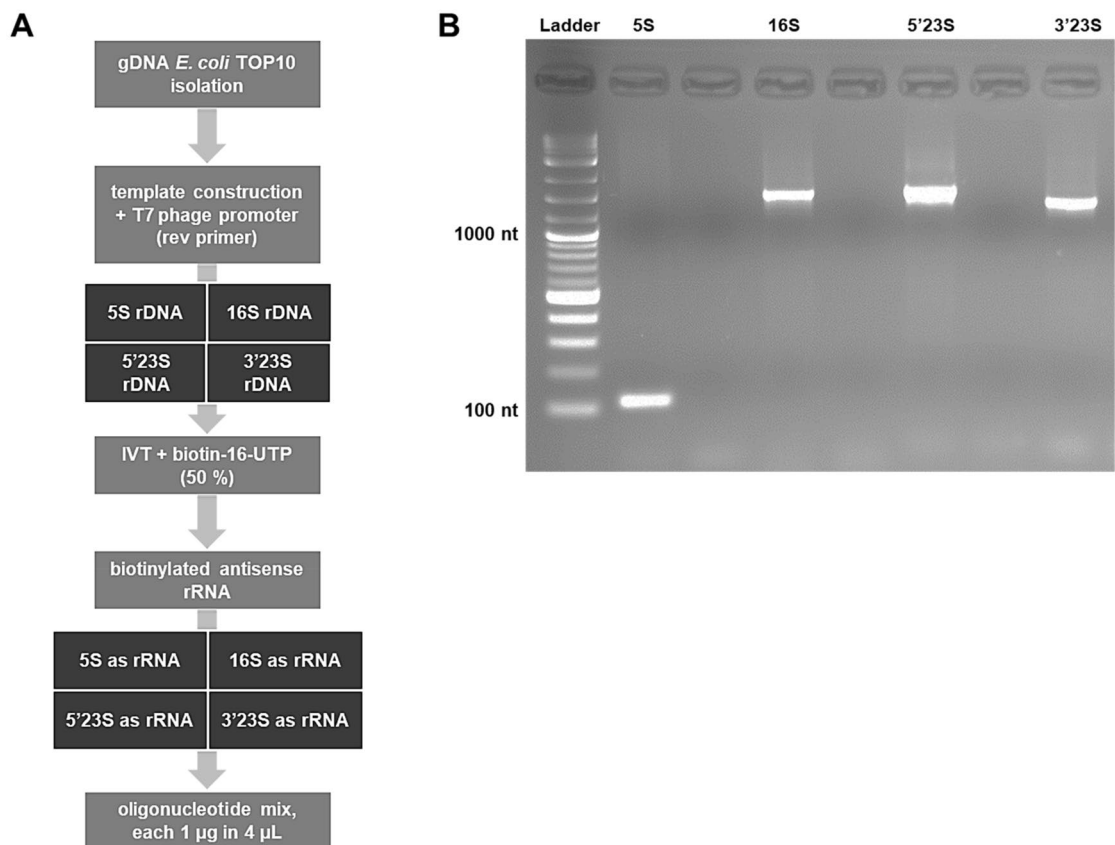 A
gDNA E. coli TOP10
isolation
template construction
+ T7 phage promoter
(rev primer)
5S rDNA
16S rDNA
5’23S
rDNA
3’23S
rDNA
IVT + biotin-16-UTP
(50 %)
biotinylated antisense
rRNA
5S as rRNA
16S as rRNA
5’23S as rRNA
3’23S as rRNA
oligonucleotide mix,
each 1 µg in 4 µL
B
Ladder
5S
16S
5’23S
3’23S
1000 nt
100 nt